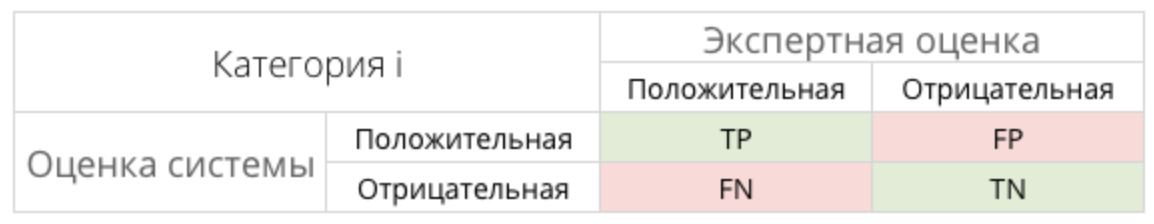 Категория i
Экспертная оценка
Положительная Отрицательная
Оценка системы
Положительная TP FP
Отрицательная FN TN